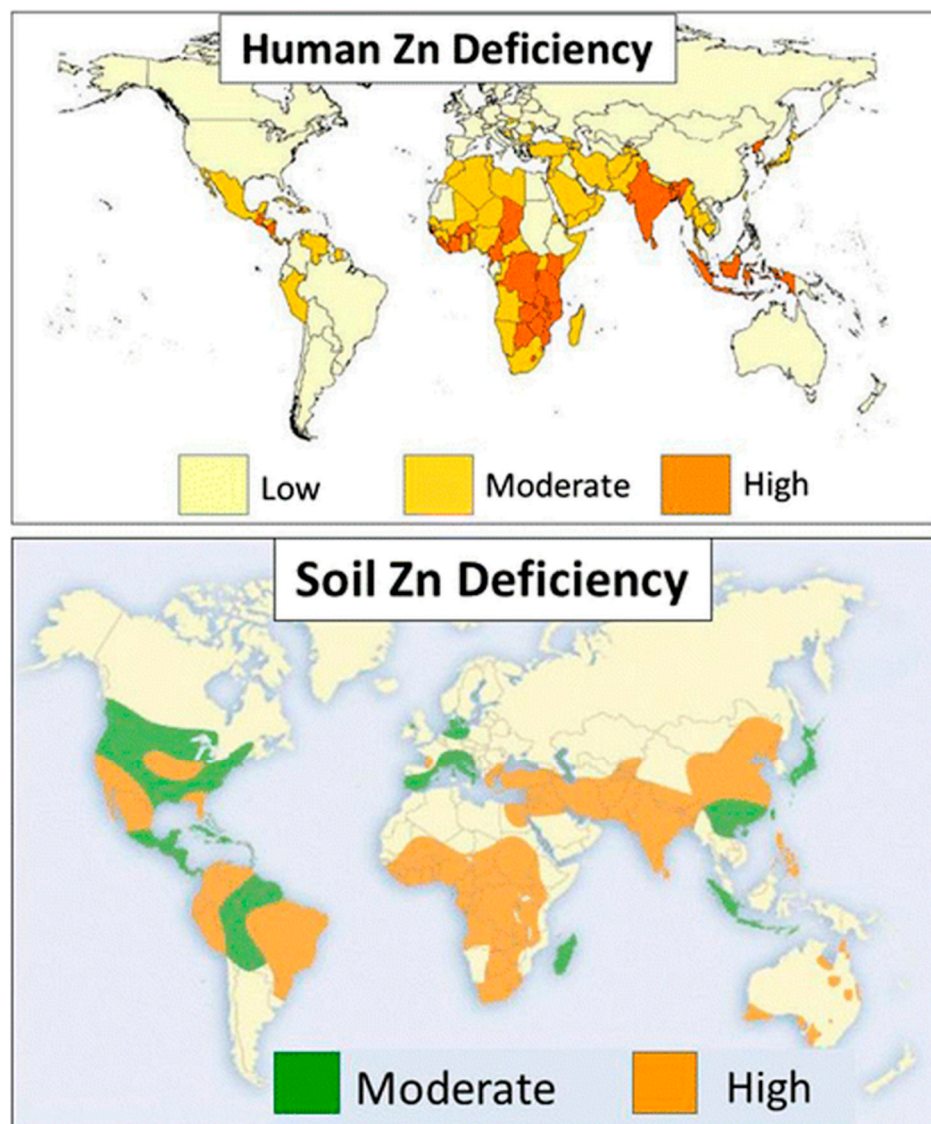 Human Zn Deficiency
Low
Moderate
High
Soil Zn Deficiency
Moderate
High